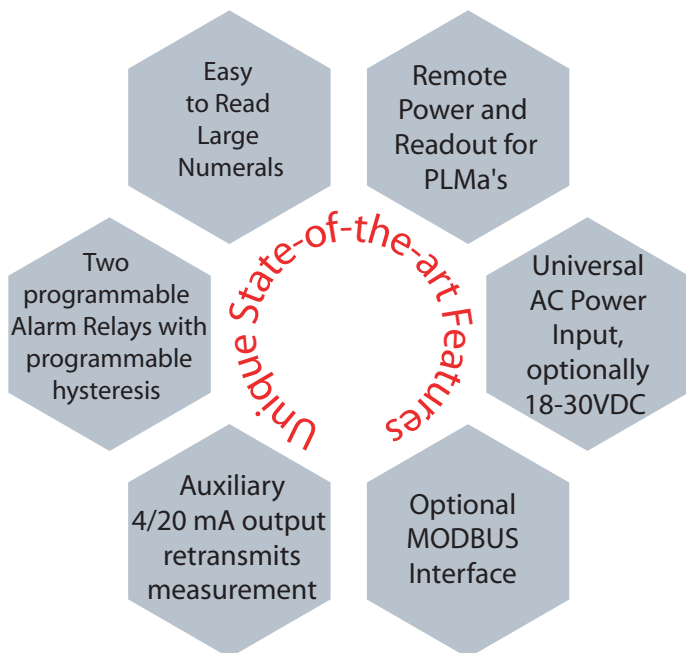 Easy
to Read
Large
Numerals
Remote
Power and
Readout for
PLMa's
Two
programmable
Alarm Relays with
programmable
hysteresis
Unique State-of-the-art Features
Universal
AC Power
Input,
optionally
18-30VDC
Auxiliary
4/20 mA output
retransmits
measurement
Optional
MODBUS
Interface